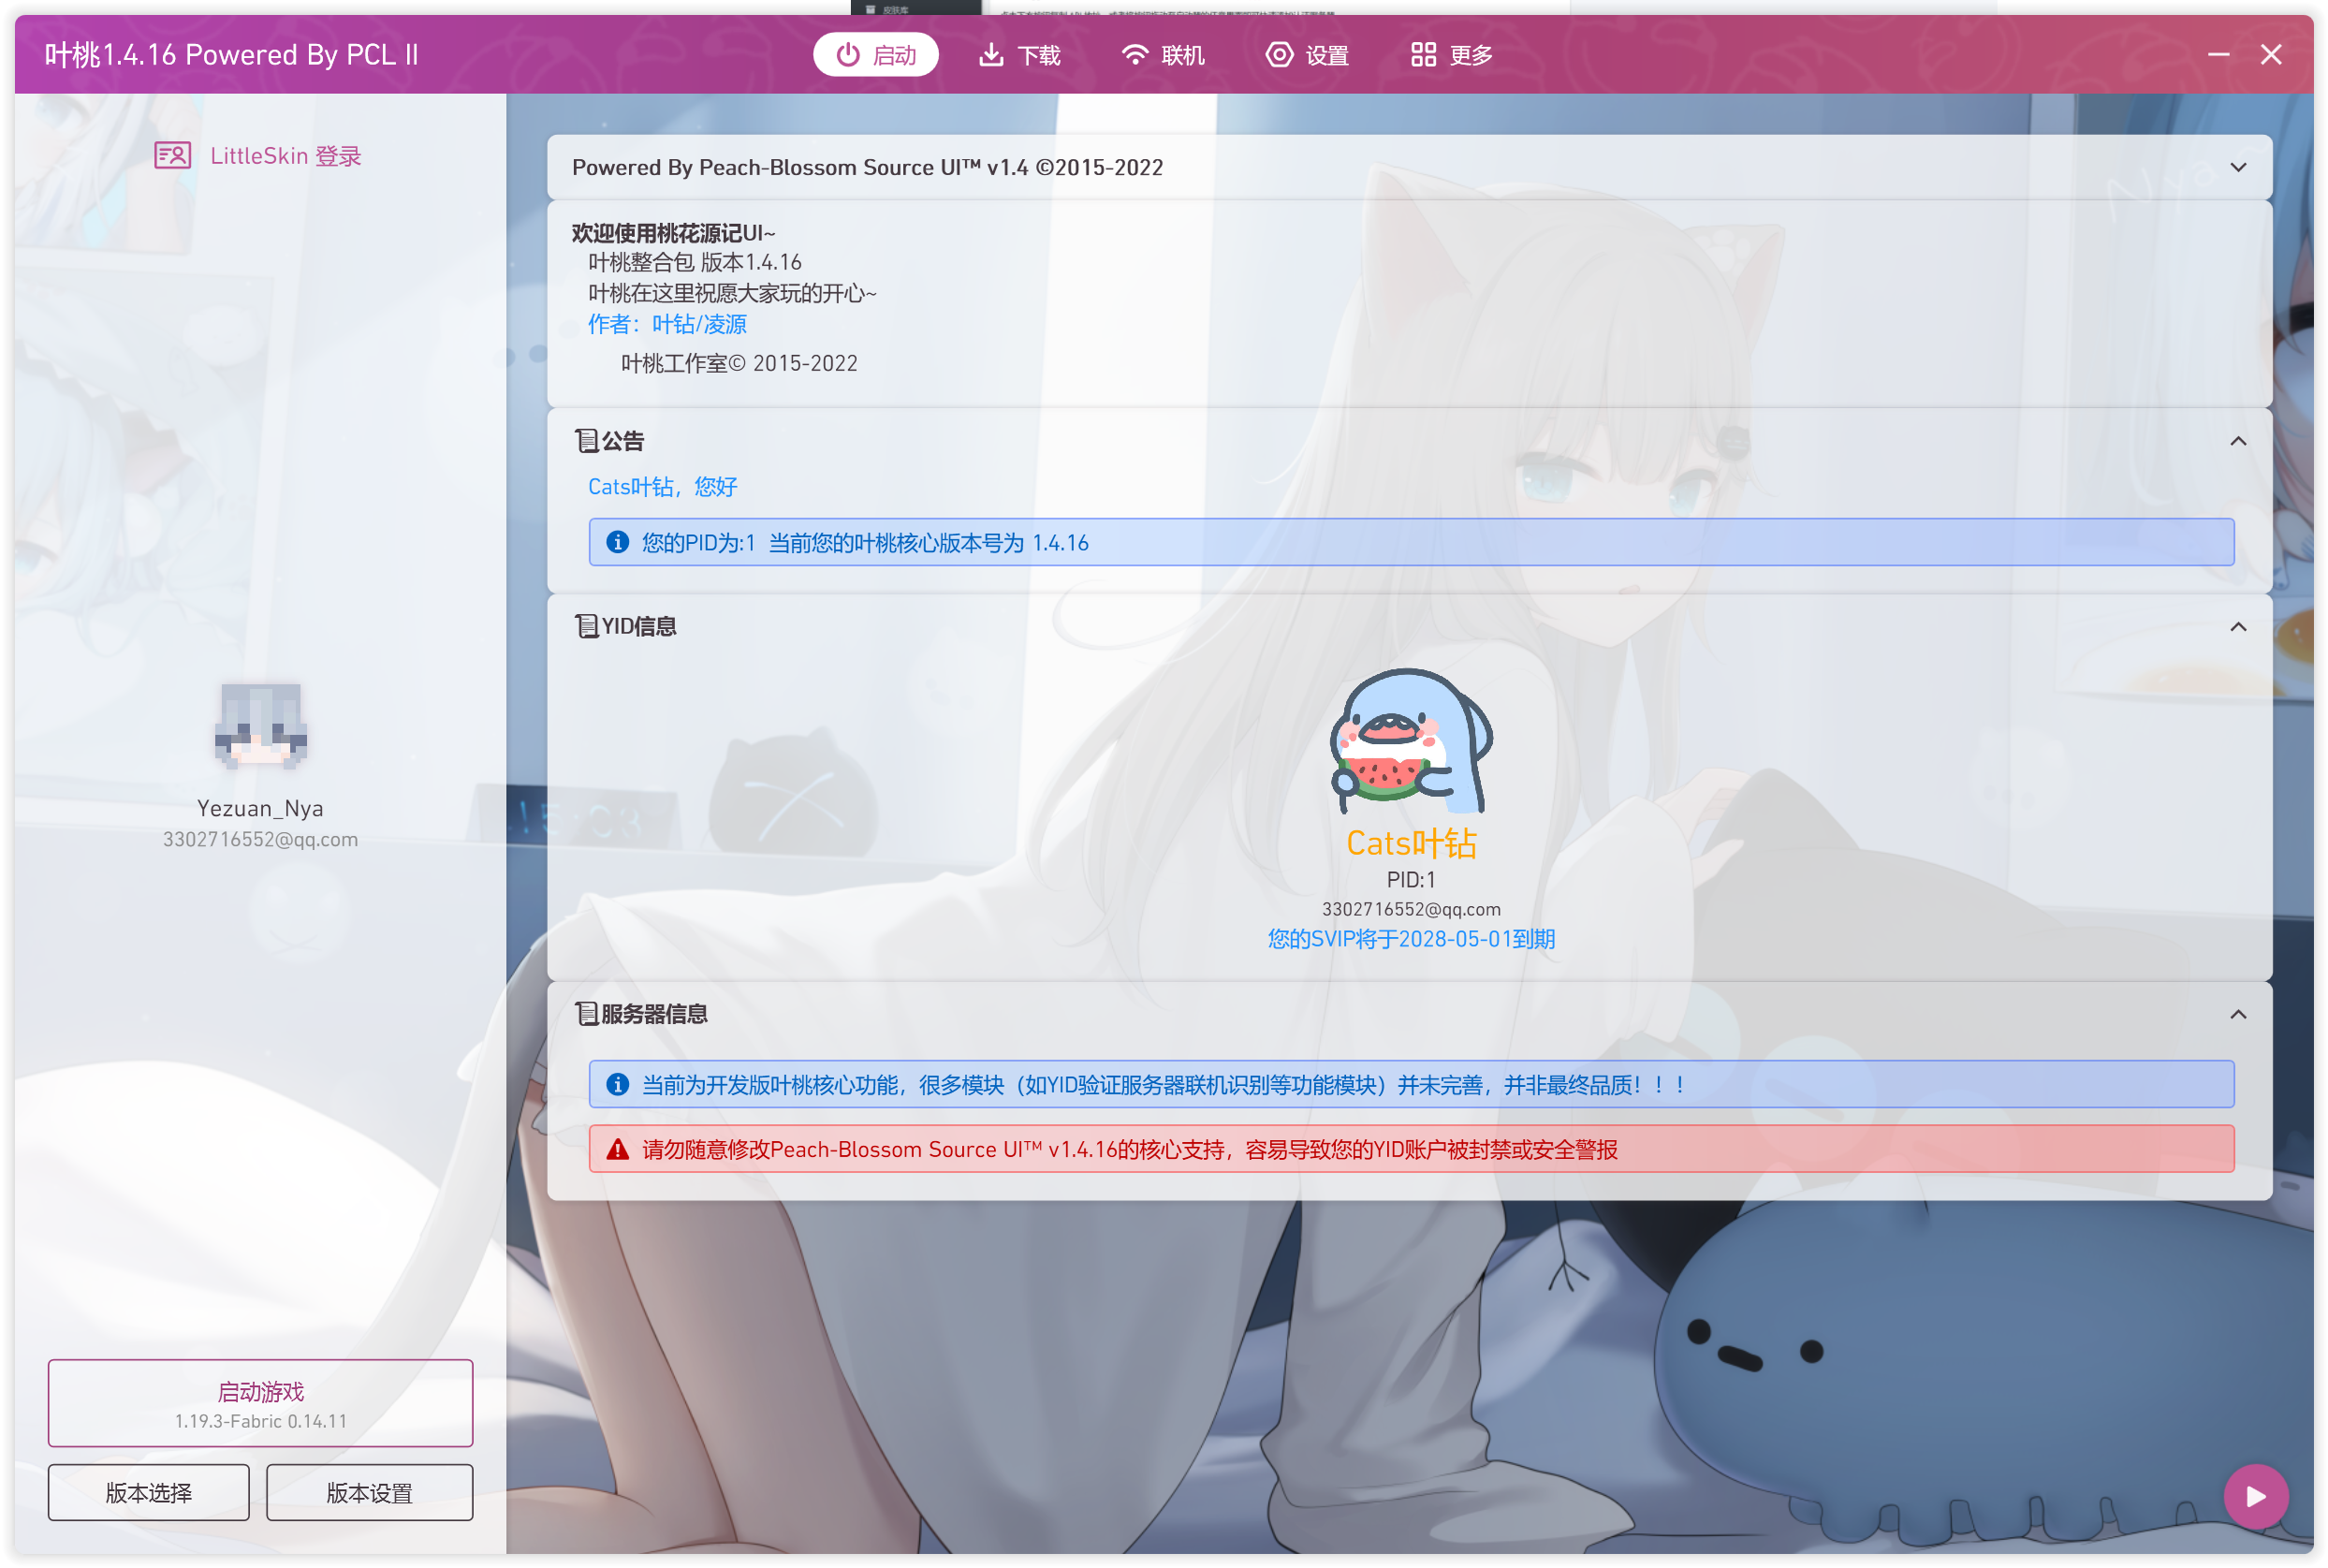 皮肤库
叶桃1.4.16 Powered By PCL II
启动
下载
联机
设置
更多
LittleSkin 登录
Yezuan_Nya
3302716552@qq.com
启动游戏
1.19.3-Fabric 0.14.11
版本选择
版本设置
Powered By Peach-Blossom Source UI™ v1.4 ©2015-2022
欢迎使用桃花源记UI~
叶桃整合包 版本1.4.16
叶桃在这里祝愿大家玩的开心~
作者：叶钻/凌源
叶桃工作室© 2015-2022
公告
Cats叶钻，您好
您的PID为:1 当前您的叶桃核心版本号为 1.4.16
YID信息
Cats叶钻
PID:1
3302716552@qq.com
您的SVIP将于2028-05-01到期
服务器信息
当前为开发版叶桃核心功能，很多模块（如YID验证服务器联机识别等功能模块）并未完善，并非最终品质！！！
请勿随意修改Peach-Blossom Source UI™ v1.4.16的核心支持，容易导致您的YID账户被封禁或安全警报